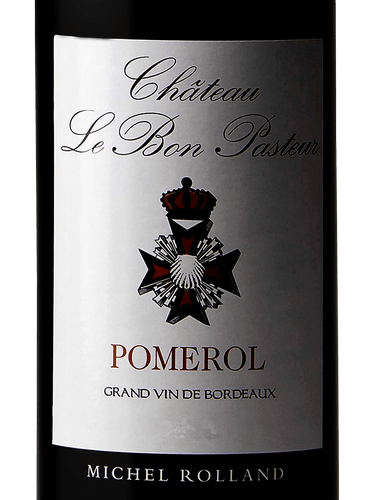 Château
Le Bon Pasteur
POMEROL
GRAND VIN DE BORDEAUX
MICHEL ROLLAND